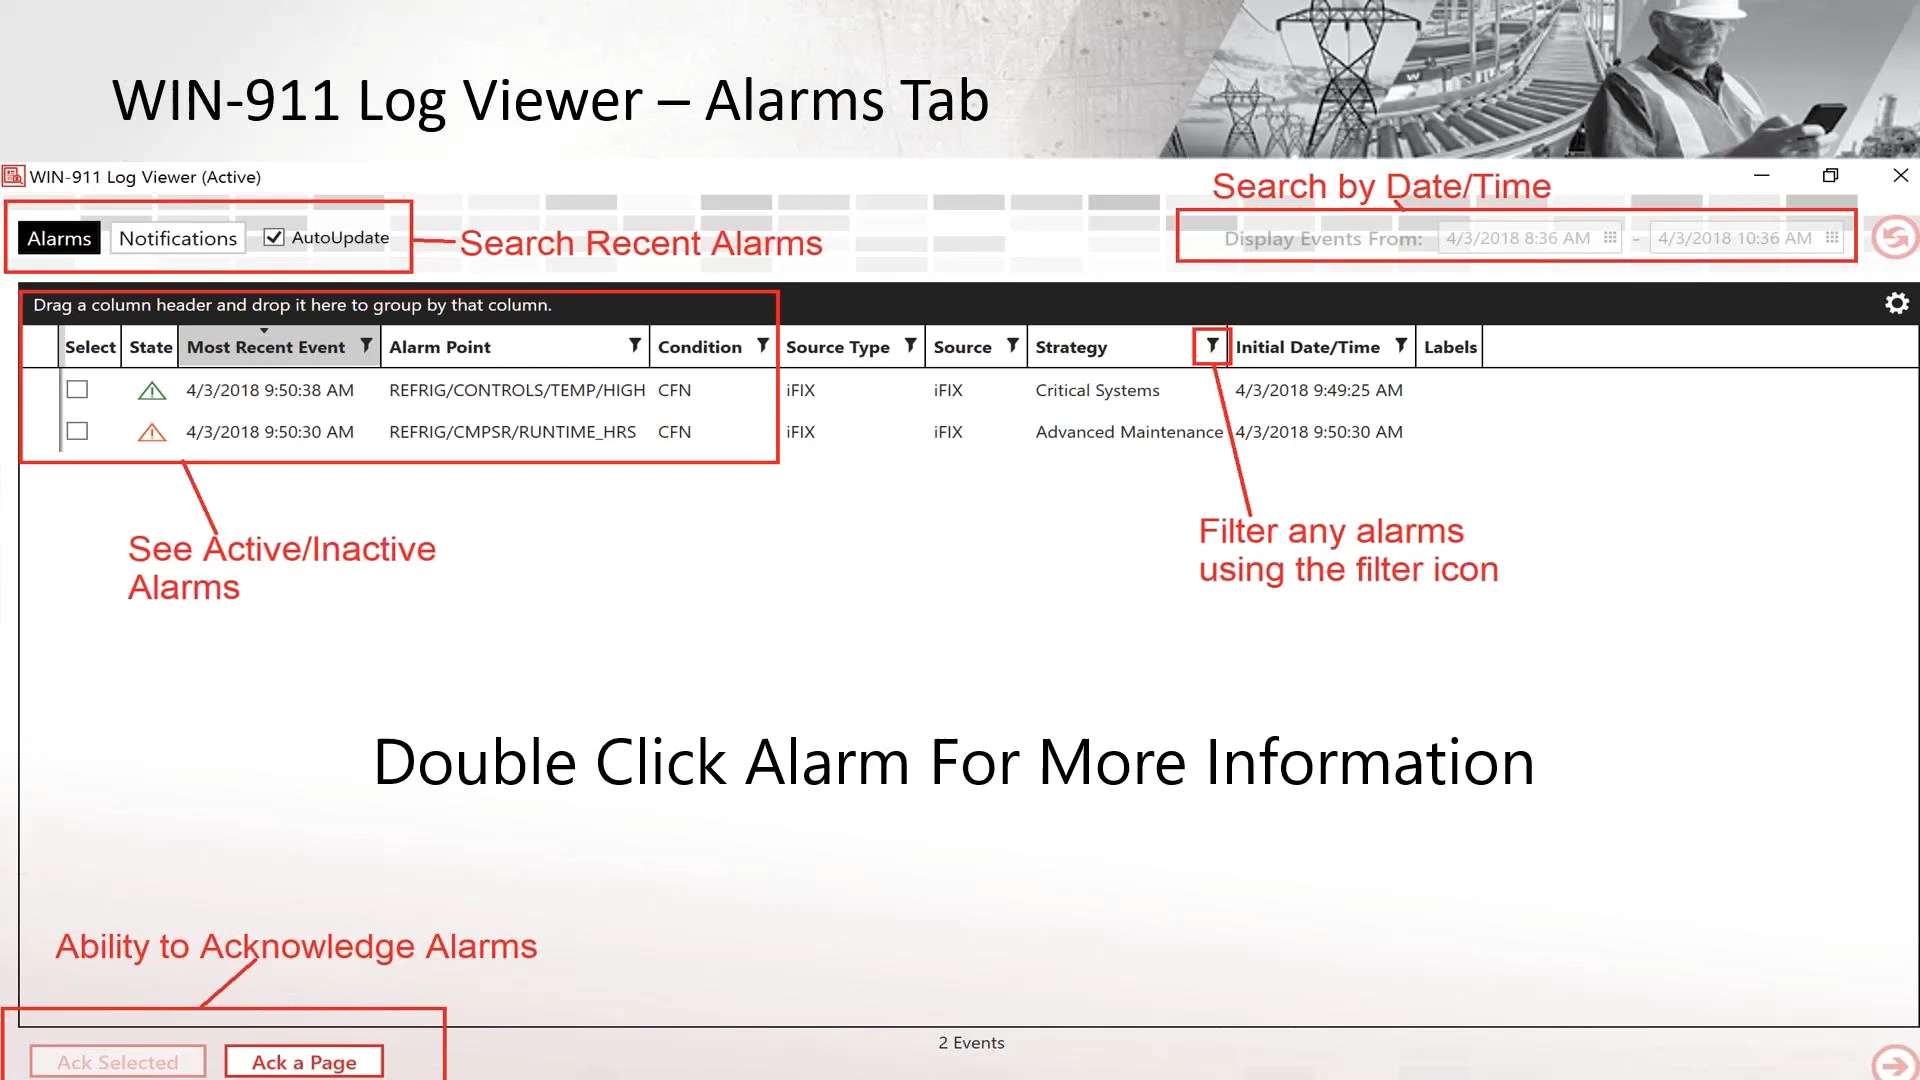 WIN-911 Log Viewer – Alarms Tab
WIN-911 Log Viewer (Active)
Search by Date/Time
Alarms Notifications AutoUpdate
Search Recent Alarms
Display Events From: 4/3/2018 8:36 AM - 4/3/2018 10:36 AM
Drag a column header and drop it here to group by that column.
Select State Most Recent Event Alarm Point Condition Source Type Source Strategy Initial Date/Time Labels
4/3/2018 9:50:38 AM REFRIG/CONTROLS/TEMP/HIGH CFN iFIX iFIX Critical Systems 4/3/2018 9:49:25 AM
4/3/2018 9:50:30 AM REFRIG/CMPSR/RUNTIME_HRS CFN iFIX iFIX Advanced Maintenance 4/3/2018 9:50:30 AM
See Active/Inactive
Alarms
Filter any alarms
using the filter icon
Double Click Alarm For More Information
Ability to Acknowledge Alarms
2 Events
Ack Selected Ack a Page